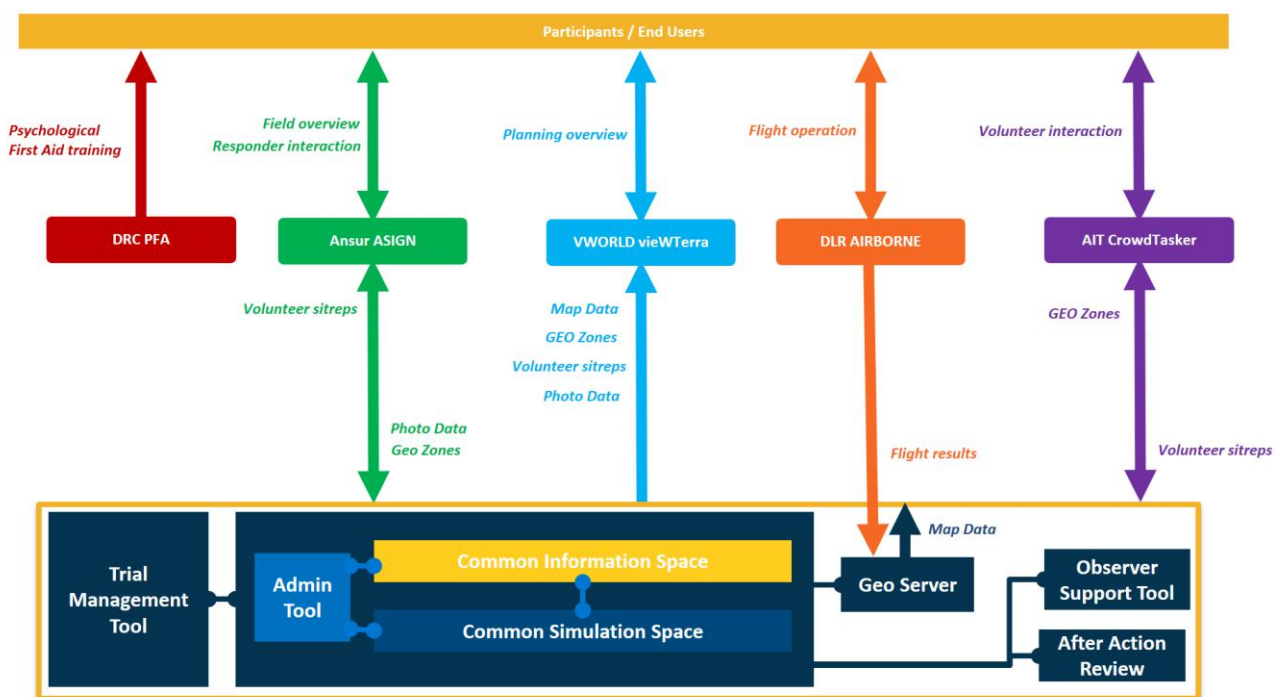 Participants / End Users
Psychological
First Aid training
Field overview
Responder interaction
Planning overview
Flight operation
Volunteer interaction
DRC PFA
Ansur ASIGN
VWORLD vieWTerra
DLR AIRBORNE
AIT CrowdTasker
Volunteer sitreps
Map Data
GEO Zones
Volunteer sitreps
Photo Data
GEO Zones
Photo Data
Geo Zones
Flight results
Volunteer sitreps
Map Data
Trial
Management
Tool
Admin
Tool
Common Information Space
Common Simulation Space
Geo Server
Observer
Support Tool
After Action
Review